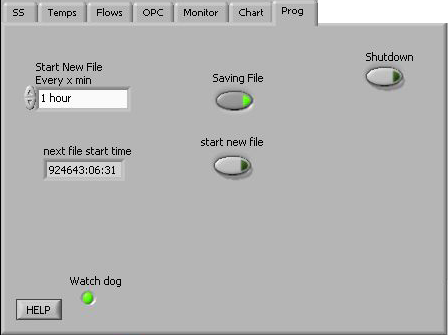 SS Temps Flows OPC Monitor Chart Prog
Shutdown
Start New File
Every x min
1 hour
Saving File
next file start time
924643:06:31
start new file
Watch dog
HELP